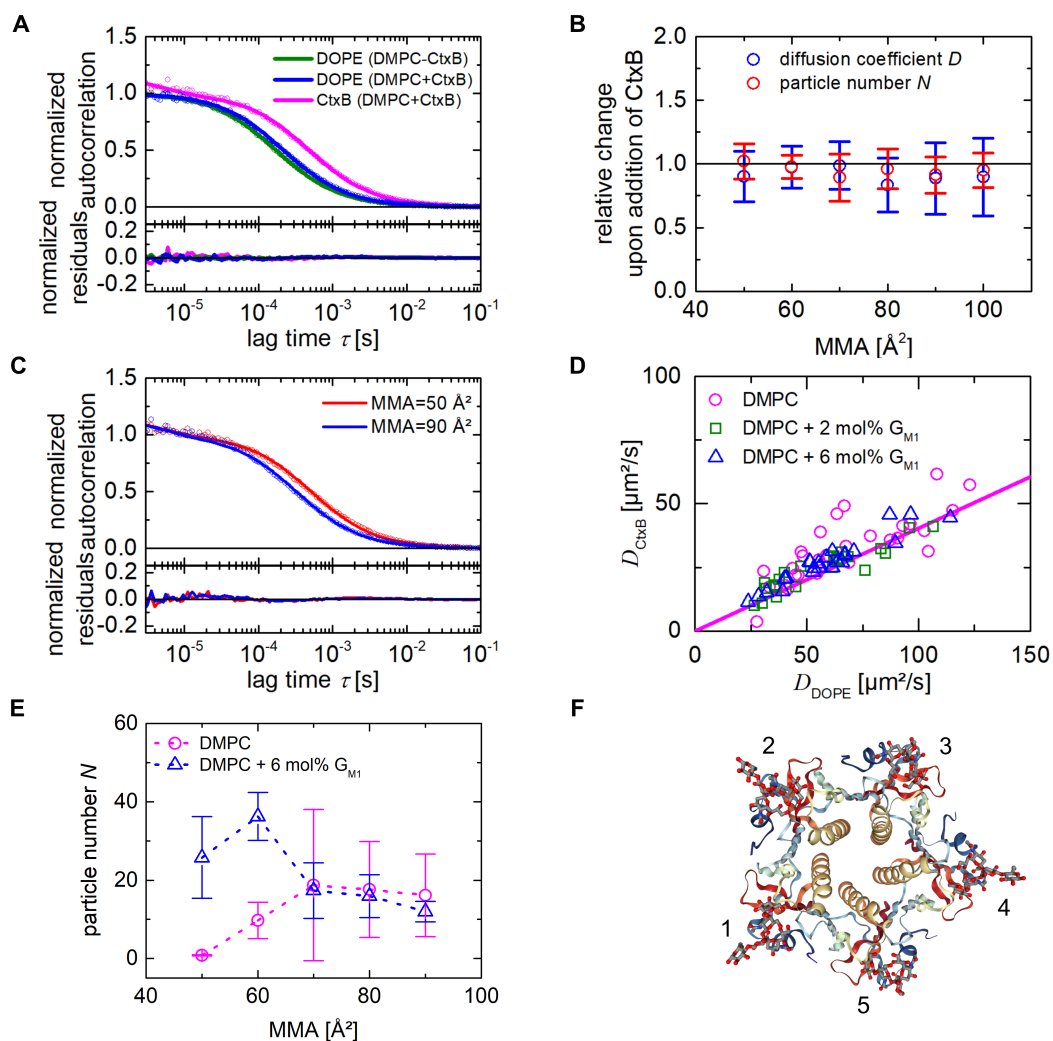 A
normalized autocorrelation
1.5
1.0
0.5
0.0
DOPE (DMPC-CtxB)
DOPE (DMPC+CtxB)
CtxB (DMPC+CtxB)
normalized residuals
0.2
0.0
-0.2
10⁻⁵ 10⁻⁴ 10⁻³ 10⁻² 10⁻¹
lag time τ [s]
B
relative change upon addition of CtxB
2.0
1.5
1.0
0.5
0.0
diffusion coefficient D
particle number N
40 60 80 100
MMA [Å²]
C
normalized autocorrelation
1.5
1.0
0.5
0.0
MMA=50 Å²
MMA=90 Å²
normalized residuals
0.2
0.0
-0.2
10⁻⁵ 10⁻⁴ 10⁻³ 10⁻² 10⁻¹
lag time τ [s]
D
D_CtxB [µm²/s]
100
50
0
DMPC
DMPC + 2 mol% G_M1
DMPC + 6 mol% G_M1
0 50 100 150
D_DOPE [µm²/s]
E
particle number N
60
40
20
0
DMPC
DMPC + 6 mol% G_M1
40 60 80 100
MMA [Å²]
F
2
3
1
4
5